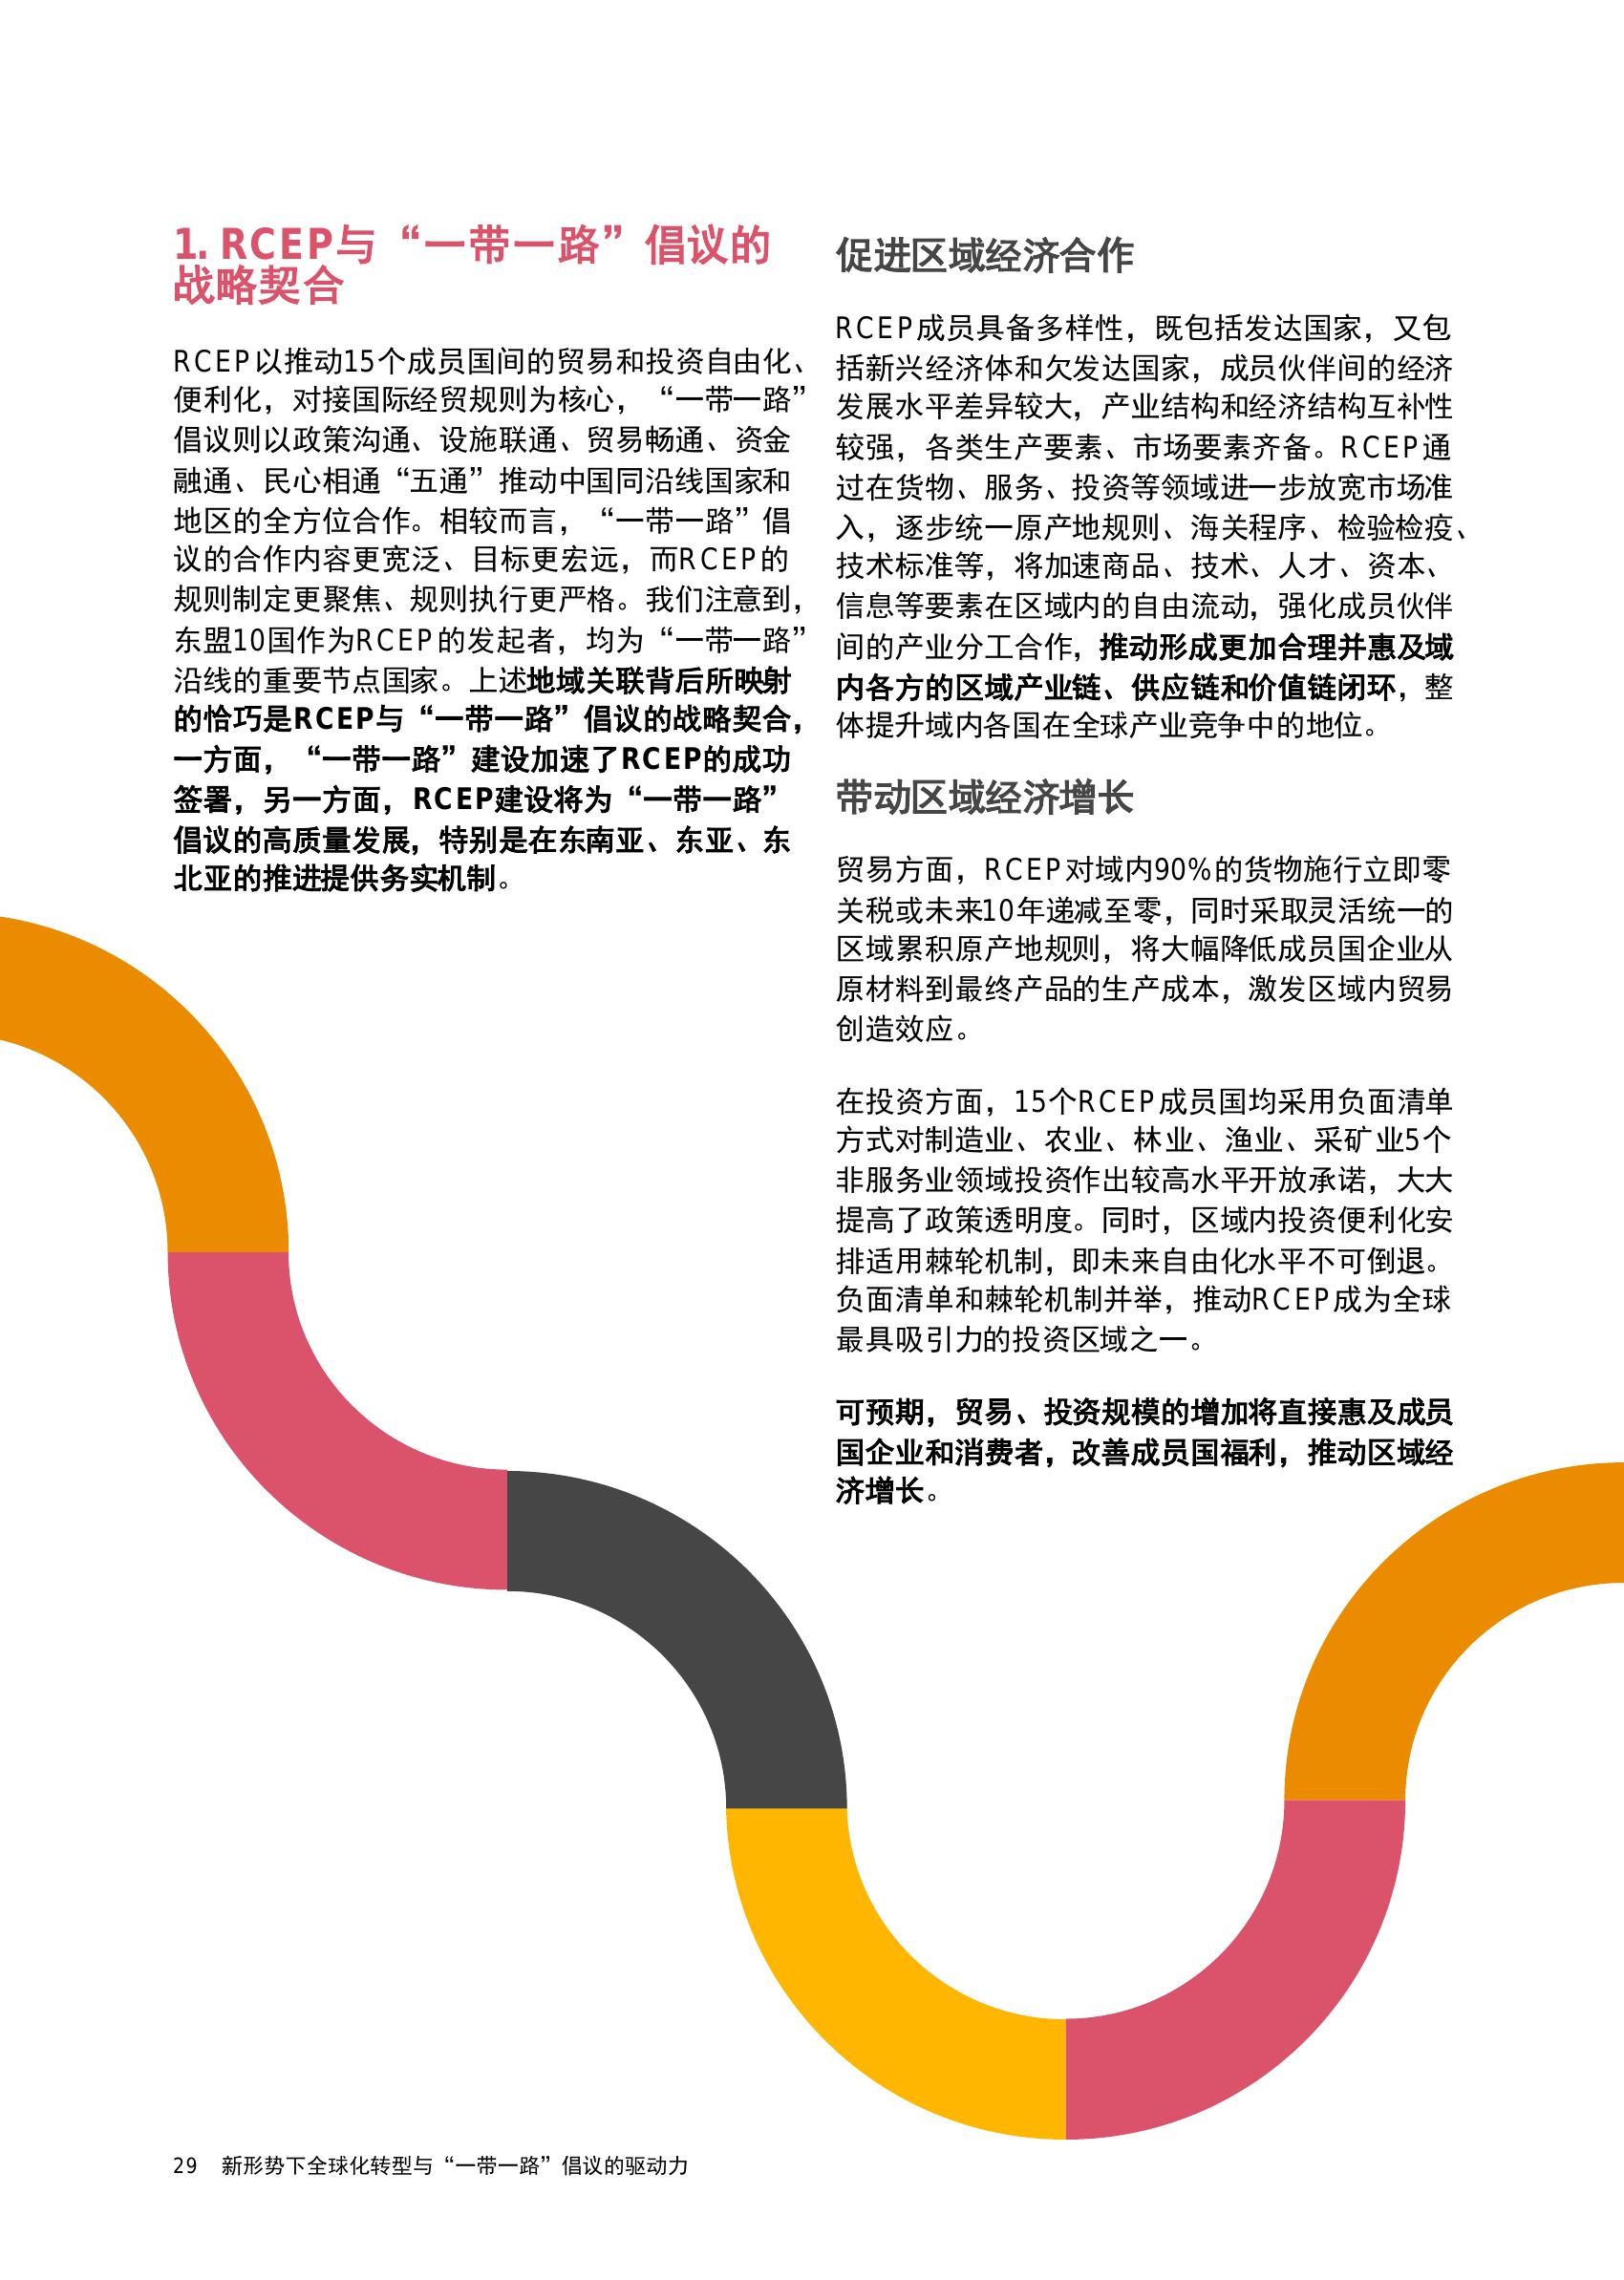 1. RCEP与“一带一路”倡议的
战略契合
RCEP以推动15个成员国间的贸易和投资自由化、
便利化，对接国际经贸规则为核心，“一带一路”
倡议则以政策沟通、设施联通、贸易畅通、资金
融通、民心相通“五通”推动中国同沿线国家和
地区的全方位合作。相较而言，“一带一路”倡
议的合作内容更宽泛、目标更宏远，而RCEP的
规则制定更聚焦、规则执行更严格。我们注意到，
东盟10国作为RCEP的发起者，均为“一带一路”
沿线的重要节点国家。上述地域关联背后所映射
的恰巧是RCEP与“一带一路”倡议的战略契合，
一方面，“一带一路”建设加速了RCEP的成功
签署，另一方面，RCEP建设将为“一带一路”
倡议的高质量发展，特别是在东南亚、东亚、东
北亚的推进提供务实机制。
促进区域经济合作
RCEP成员具备多样性，既包括发达国家，又包
括新兴经济体和欠发达国家，成员伙伴间的经济
发展水平差异较大，产业结构和经济结构互补性
较强，各类生产要素、市场要素齐备。RCEP通
过在货物、服务、投资等领域进一步放宽市场准
入，逐步统一原产地规则、海关程序、检验检疫、
技术标准等，将加速商品、技术、人才、资本、
信息等要素在区域内的自由流动，强化成员伙伴
间的产业分工合作，推动形成更加合理并惠及域
内各方的区域产业链、供应链和价值链闭环，整
体提升域内各国在全球产业竞争中的地位。
带动区域经济增长
贸易方面，RCEP对域内90%的货物施行立即零
关税或未来10年递减至零，同时采取灵活统一的
区域累积原产地规则，将大幅降低成员国企业从
原材料到最终产品的生产成本，激发区域内贸易
创造效应。
在投资方面，15个RCEP成员国均采用负面清单
方式对制造业、农业、林业、渔业、采矿业5个
非服务业领域投资作出较高水平开放承诺，大大
提高了政策透明度。同时，区域内投资便利化安
排适用棘轮机制，即未来自由化水平不可倒退。
负面清单和棘轮机制并举，推动RCEP成为全球
最具吸引力的投资区域之一。
可预期，贸易、投资规模的增加将直接惠及成员
国企业和消费者，改善成员国福利，推动区域经
济增长。
29 新形势下全球化转型与“一带一路”倡议的驱动力